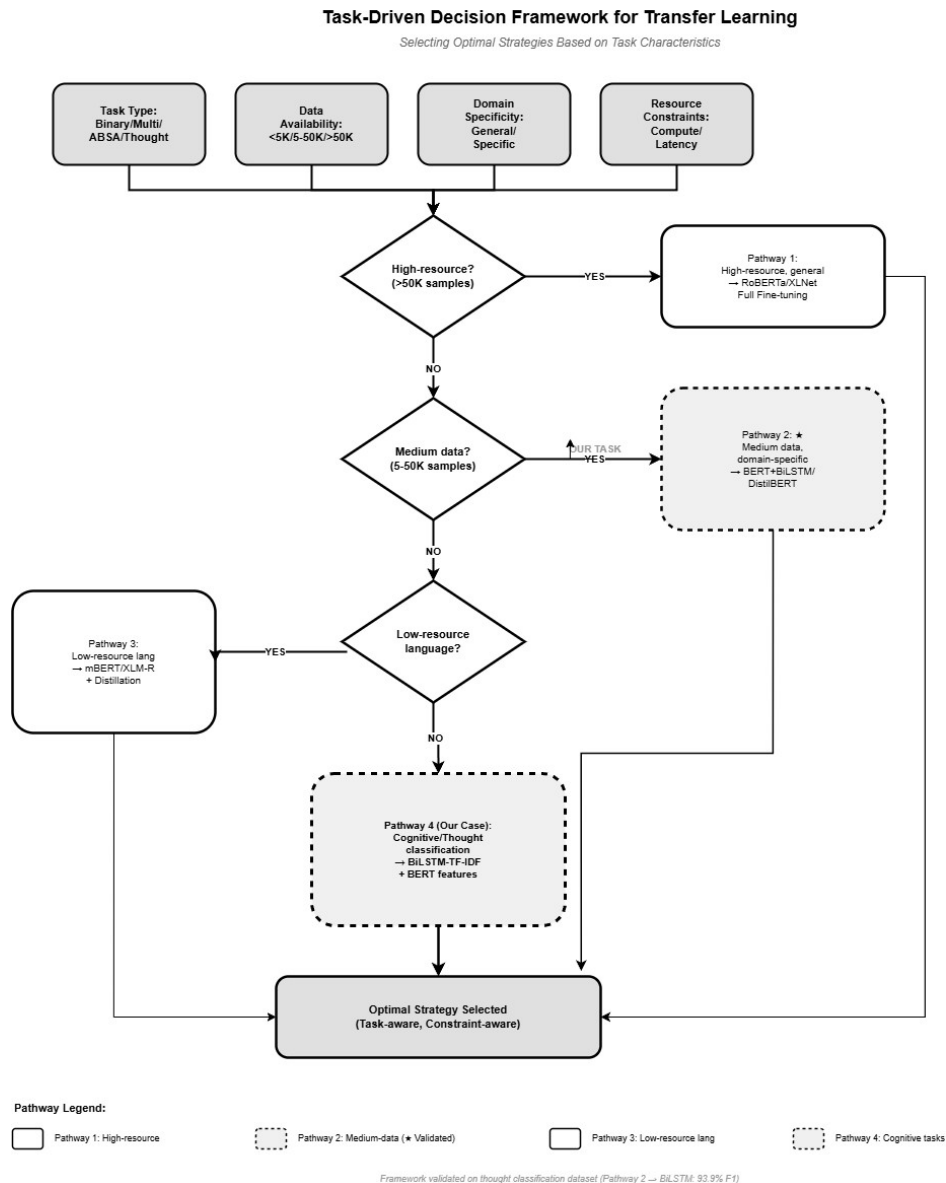 Task-Driven Decision Framework for Transfer Learning
Selecting Optimal Strategies Based on Task Characteristics
Task Type:
Binary/Multi/
ABSA/Thought
Data
Availability:
<5K/5-50K/>50K
Domain
Specificity:
General/
Specific
Resource
Constraints:
Compute/
Latency
High-resource?
(>50K samples)
YES
Pathway 1:
High-resource, general
→ RoBERTa/XLNet
Full Fine-tuning
NO
Medium data?
(5-50K samples)
OUR TASK
YES
Pathway 2: ★
Medium data,
domain-specific
→ BERT+BiLSTM/
DistilBERT
NO
Low-resource
language?
YES
Pathway 3:
Low-resource lang
→ mBERT/XLM-R
+ Distillation
NO
Pathway 4 (Our Case):
Cognitive/Thought
classification
→ BiLSTM-TF-IDF
+ BERT features
Optimal Strategy Selected
(Task-aware, Constraint-aware)
Pathway Legend:
Pathway 1: High-resource
Pathway 2: Medium-data (★ Validated)
Pathway 3: Low-resource lang
Pathway 4: Cognitive tasks
Framework validated on thought classification dataset (Pathway 2 → BiLSTM: 93.9% F1)